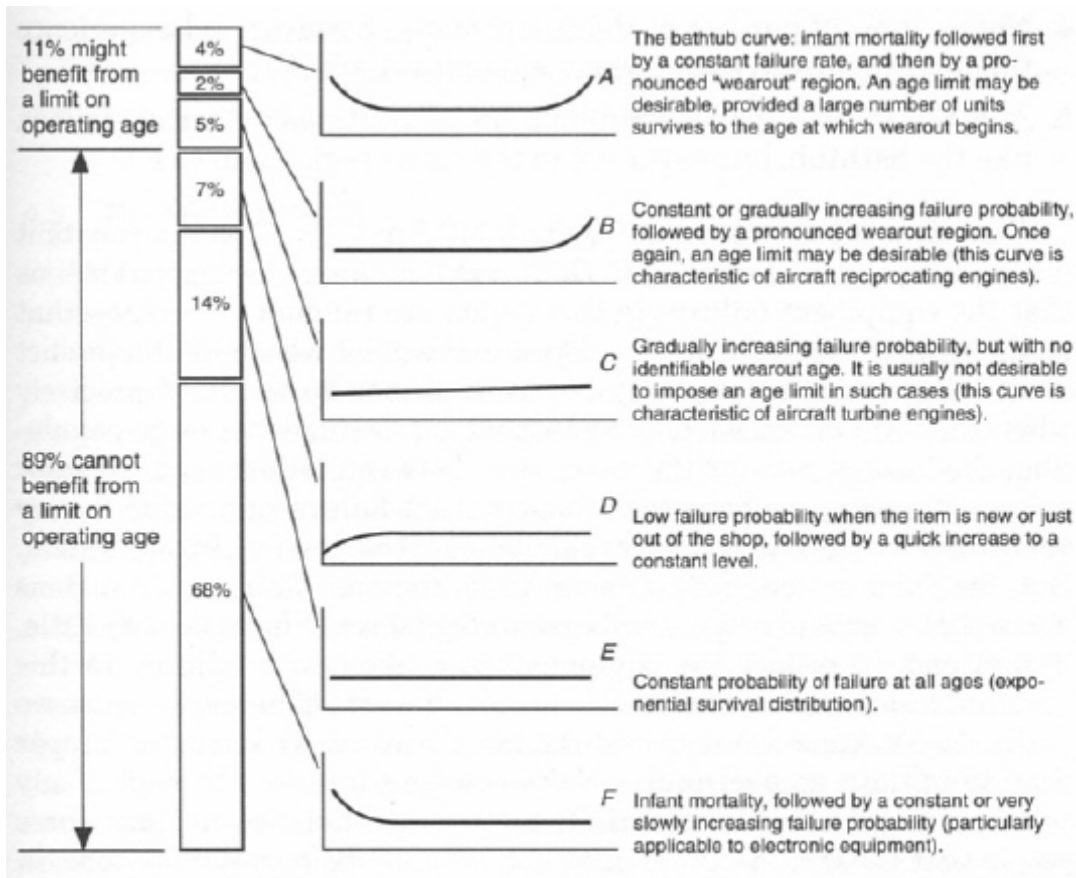 11% might
benefit from
a limit on
operating age
4%
2%
5%
7%
14%
89% cannot
benefit from
a limit on
operating age
68%
A
The bathtub curve: infant mortality followed first
by a constant failure rate, and then by a pro-
nounced "wearout" region. An age limit may be
desirable, provided a large number of units
survives to the age at which wearout begins.
B
Constant or gradually increasing failure probability,
followed by a pronounced wearout region. Once
again, an age limit may be desirable (this curve is
characteristic of aircraft reciprocating engines).
C
Gradually increasing failure probability, but with no
identifiable wearout age. It is usually not desirable
to impose an age limit in such cases (this curve is
characteristic of aircraft turbine engines).
D
Low failure probability when the item is new or just
out of the shop, followed by a quick increase to a
constant level.
E
Constant probability of failure at all ages (expo-
nential survival distribution).
F
Infant mortality, followed by a constant or very
slowly increasing failure probability (particularly
applicable to electronic equipment).